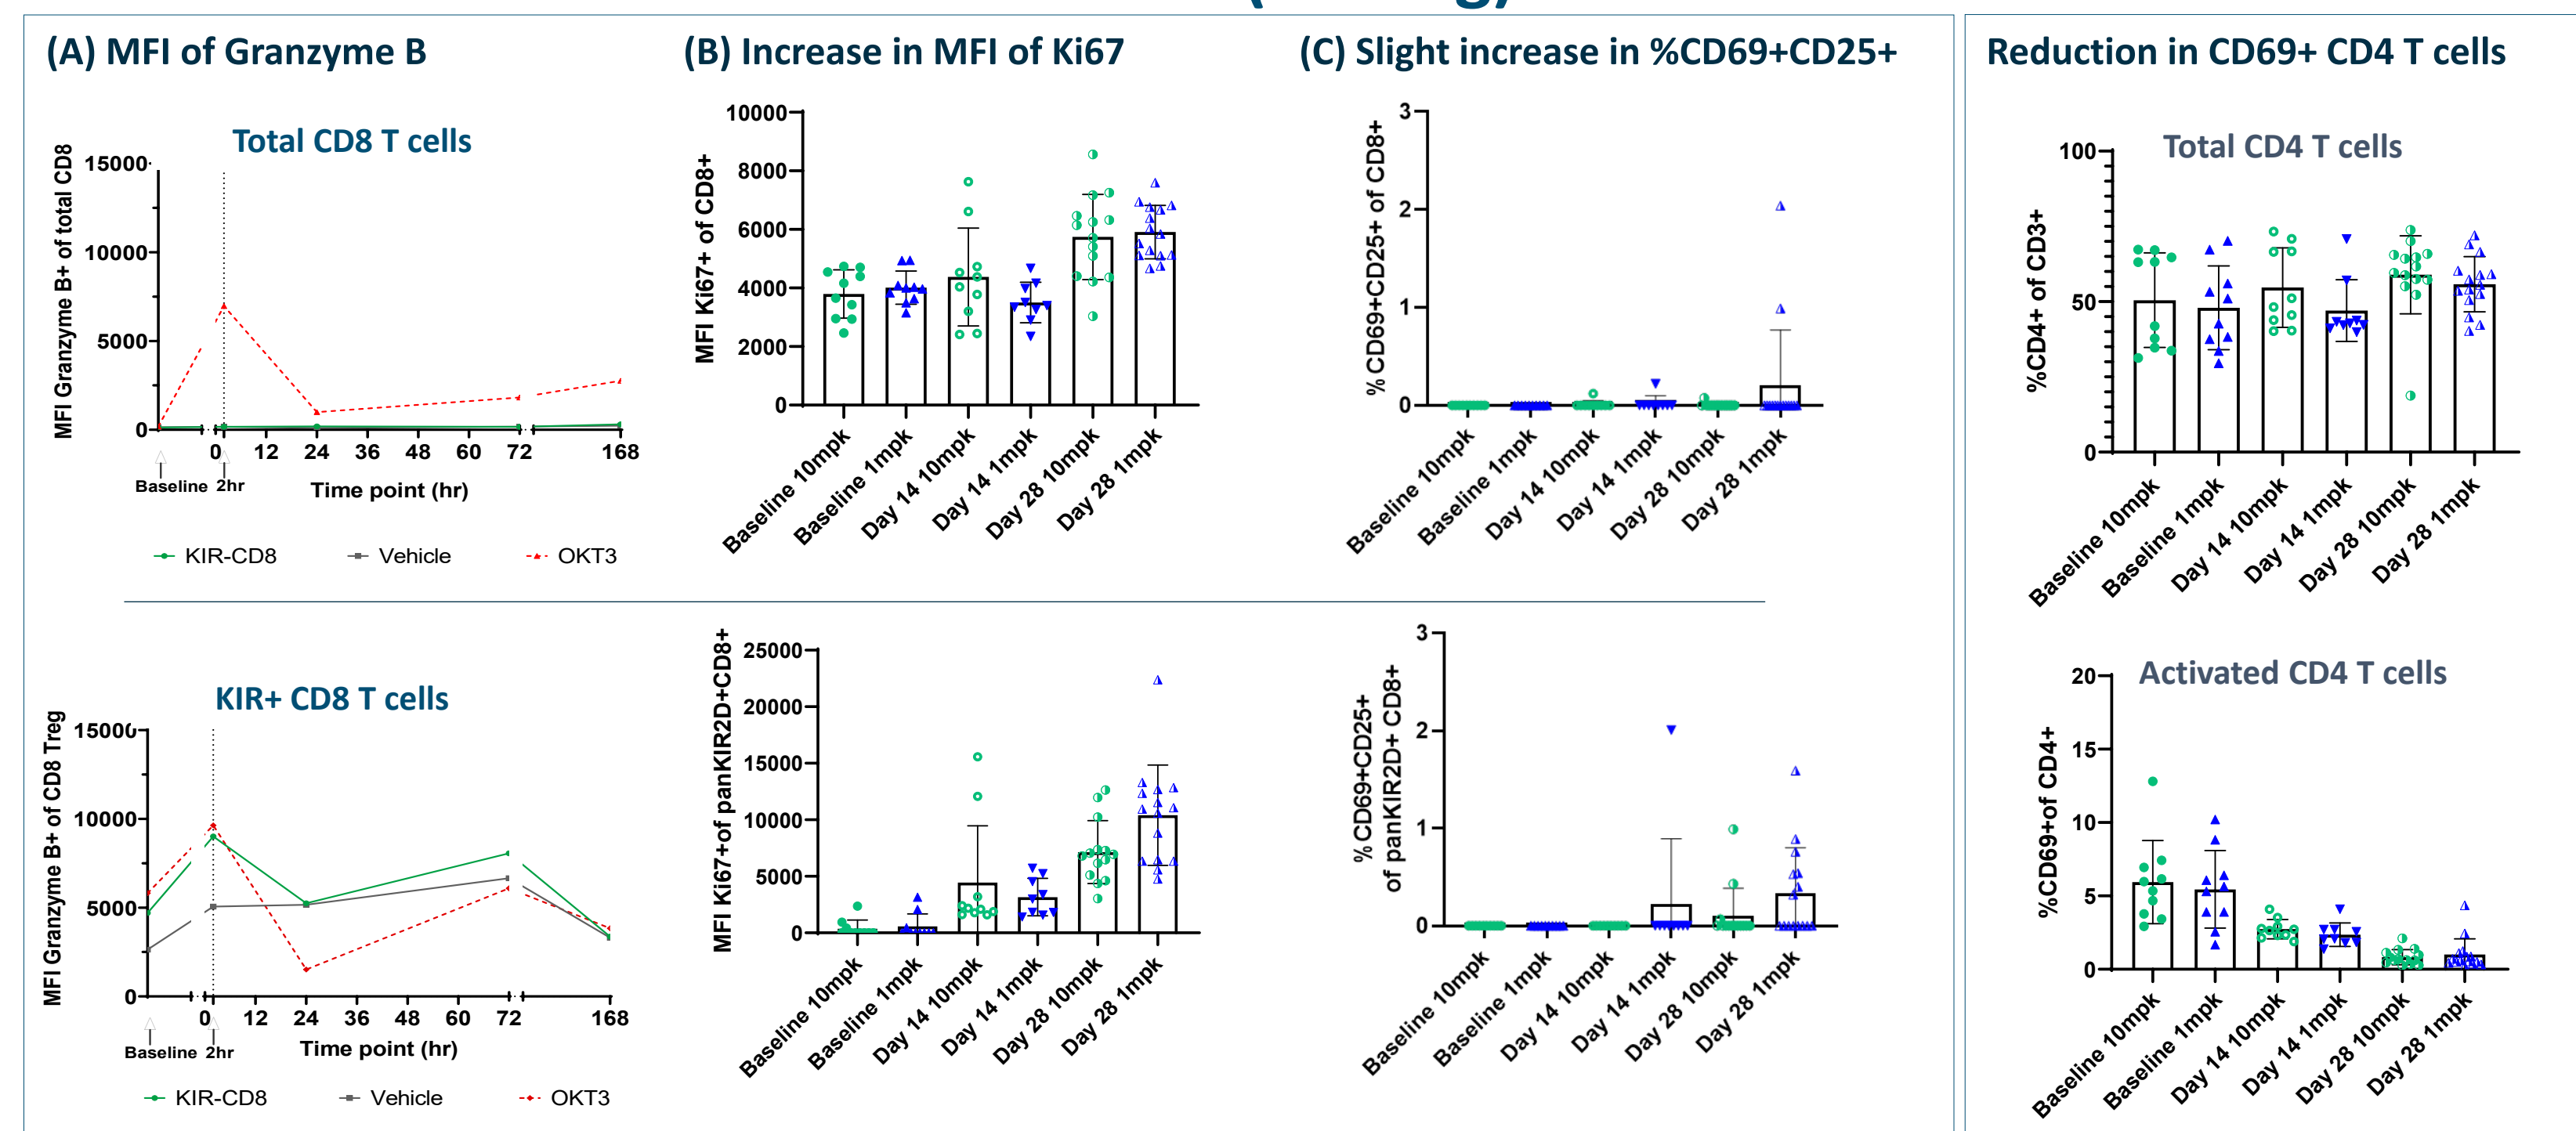 (A) MFI of Granzyme B
(B) Increase in MFI of Ki67
(C) Slight increase in %CD69+CD25+
Reduction in CD69+ CD4 T cells
Total CD8 T cells
MFI Granzyme B+ of total CD8
15000
10000
5000
0
0 12 24 36 48 60 72 168
Baseline 2hr
Time point (hr)
KIR-CD8 Vehicle OKT3
MFI Ki67+ of CD8+
10000
8000
6000
4000
2000
0
Baseline 10mpk
Baseline 1mpk
Day 14 10mpk
Day 14 1mpk
Day 28 10mpk
Day 28 1mpk
% CD69+CD25+ of CD8+
3
2
1
0
Baseline 10mpk
Baseline 1mpk
Day 14 10mpk
Day 14 1mpk
Day 28 10mpk
Day 28 1mpk
Total CD4 T cells
%CD4+ of CD3+
100
50
0
Baseline 10mpk
Baseline 1mpk
Day 14 10mpk
Day 14 1mpk
Day 28 10mpk
Day 28 1mpk
KIR+ CD8 T cells
MFI Granzyme B+ of CD8 Treg
15000
10000
5000
0
0 12 24 36 48 60 72 168
Baseline 2hr
Time point (hr)
KIR-CD8 Vehicle OKT3
MFI Ki67+of panKIR2D+CD8+
25000
20000
15000
10000
5000
0
Baseline 10mpk
Baseline 1mpk
Day 14 10mpk
Day 14 1mpk
Day 28 10mpk
Day 28 1mpk
% CD69+CD25+
of panKIR2D+ CD8+
3
2
1
0
Baseline 10mpk
Baseline 1mpk
Day 14 10mpk
Day 14 1mpk
Day 28 10mpk
Day 28 1mpk
Activated CD4 T cells
%CD69+of CD4+
20
15
10
5
0
Baseline 10mpk
Baseline 1mpk
Day 14 10mpk
Day 14 1mpk
Day 28 10mpk
Day 28 1mpk